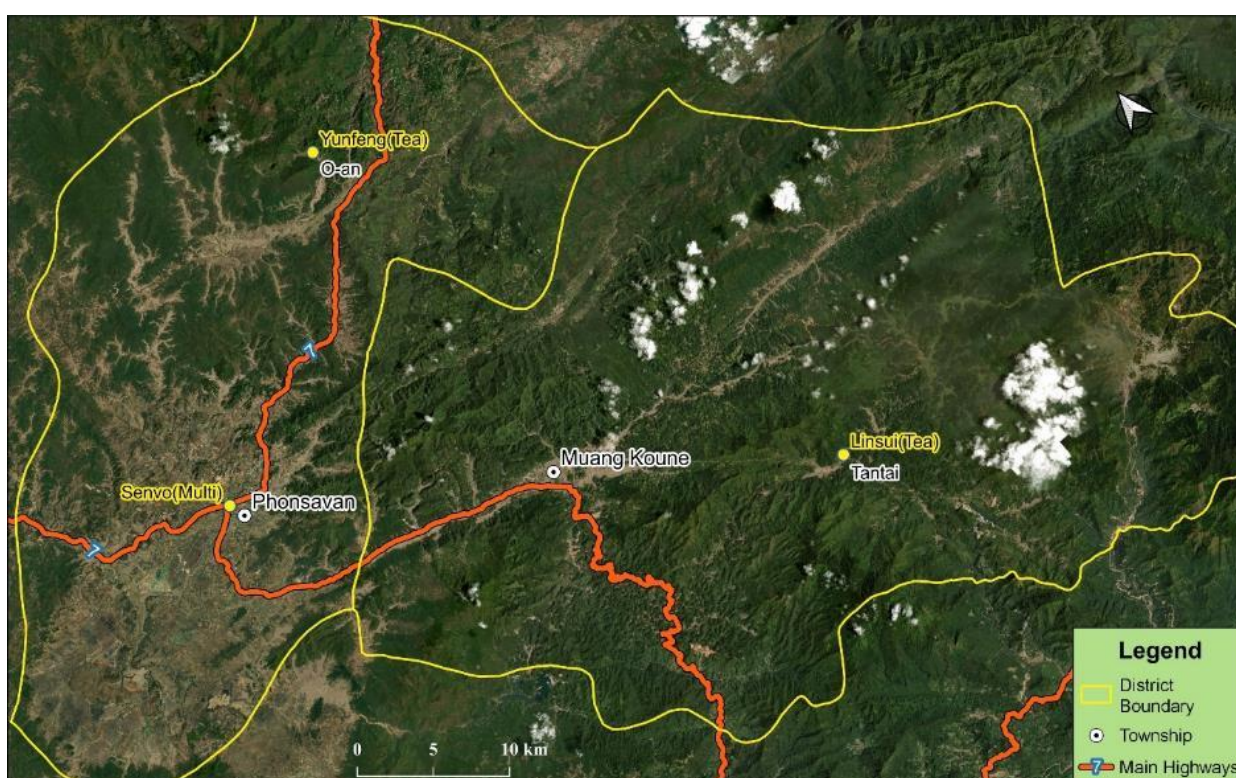 Yunfeng(Tea)
O-an
7
Muang Koune
Linsui(Tea)
Tantai
Senvo(Multi)
Phonsavan
7
0 5 10 km
Legend
District
Boundary
Township
7 Main Highways